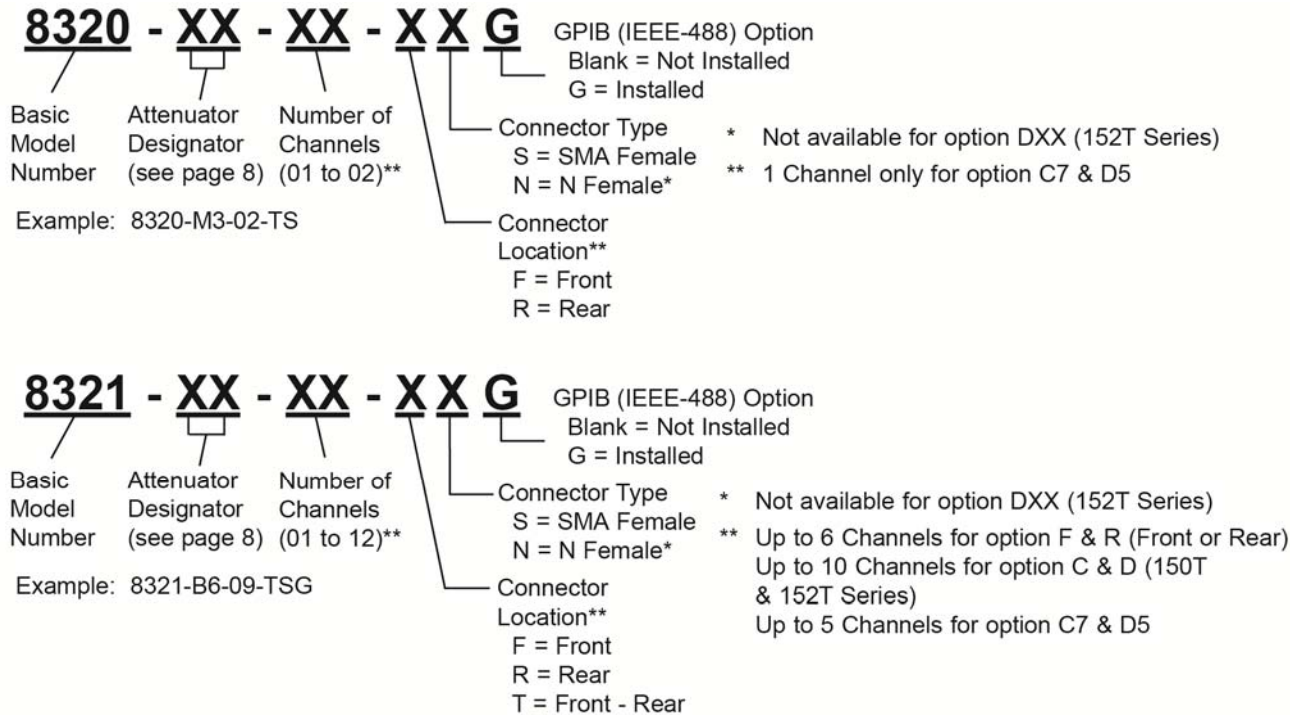 8320 - XX - XX - X X G
GPIB (IEEE-488) Option
Blank = Not Installed
G = Installed
Basic
Model
Number
Attenuator
Designator
(see page 8)
Number of
Channels
(01 to 02)**
Connector Type
S = SMA Female
N = N Female*
* Not available for option DXX (152T Series)
** 1 Channel only for option C7 & D5
Example: 8320-M3-02-TS
Connector
Location**
F = Front
R = Rear
8321 - XX - XX - X X G
GPIB (IEEE-488) Option
Blank = Not Installed
G = Installed
Basic
Model
Number
Attenuator
Designator
(see page 8)
Number of
Channels
(01 to 12)**
Connector Type
S = SMA Female
N = N Female*
* Not available for option DXX (152T Series)
** Up to 6 Channels for option F & R (Front or Rear)
Up to 10 Channels for option C & D (150T
& 152T Series)
Up to 5 Channels for option C7 & D5
Example: 8321-B6-09-TSG
Connector
Location**
F = Front
R = Rear
T = Front - Rear